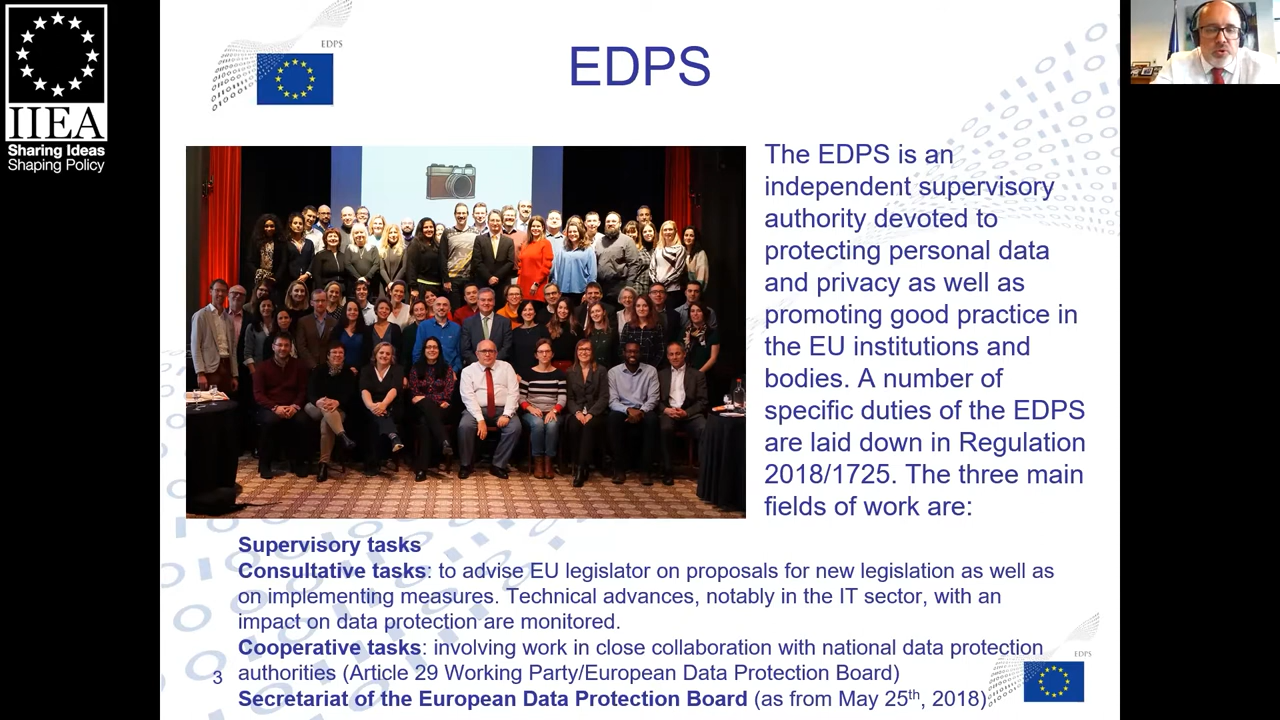 IIEA
Sharing Ideas
Shaping Policy
EDPS
EDPS
The EDPS is an
independent supervisory
authority devoted to
protecting personal data
and privacy as well as
promoting good practice in
the EU institutions and
bodies. A number of
specific duties of the EDPS
are laid down in Regulation
2018/1725. The three main
fields of work are:
Supervisory tasks
Consultative tasks: to advise EU legislator on proposals for new legislation as well as
on implementing measures. Technical advances, notably in the IT sector, with an
impact on data protection are monitored.
Cooperative tasks: involving work in close collaboration with national data protection
authorities (Article 29 Working Party/European Data Protection Board)
Secretariat of the European Data Protection Board (as from May 25th, 2018)
3
EDPS